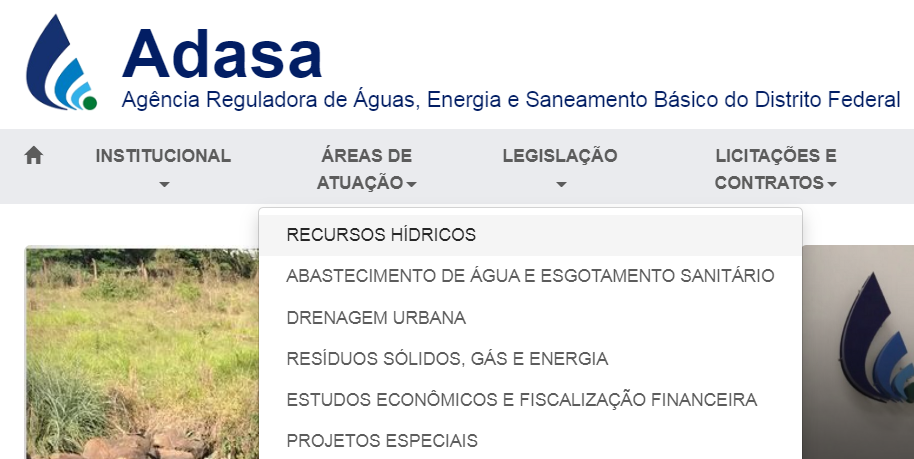 Adasa
Agência Reguladora de Águas, Energia e Saneamento Básico do Distrito Federal
INSTITUCIONAL
ÁREAS DE
ATUAÇÃO
LEGISLAÇÃO
LICITAÇÕES E
CONTRATOS
RECURSOS HÍDRICOS
ABASTECIMENTO DE ÁGUA E ESGOTAMENTO SANITÁRIO
DRENAGEM URBANA
RESÍDUOS SÓLIDOS, GÁS E ENERGIA
ESTUDOS ECONÔMICOS E FISCALIZAÇÃO FINANCEIRA
PROJETOS ESPECIAIS